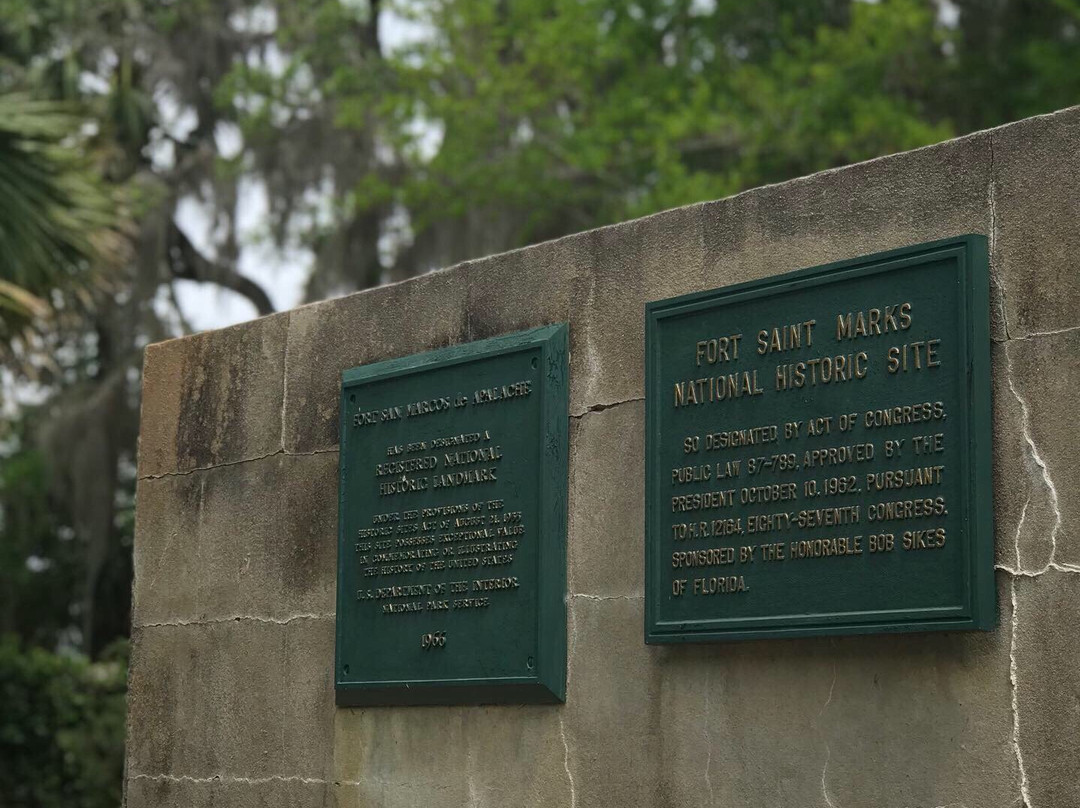 FORT SAN MARCOS de APALACHE
HAS BEEN DESIGNATED A
REGISTERED NATIONAL
HISTORIC LANDMARK
UNDER THE PROVISIONS OF THE
HISTORIC SITES ACT OF AUGUST 21, 1935
THIS SITE POSSESSES EXCEPTIONAL VALUE
IN COMMEMORATING OR ILLUSTRATING
THE HISTORY OF THE UNITED STATES
U.S. DEPARTMENT OF THE INTERIOR
NATIONAL PARK SERVICE
1966
FORT SAINT MARKS
NATIONAL HISTORIC SITE
SO DESIGNATED BY ACT OF CONGRESS,
PUBLIC LAW 87-789, APPROVED BY THE
PRESIDENT OCTOBER 10, 1962, PURSUANT
TO H.R. 12164, EIGHTY-SEVENTH CONGRESS,
SPONSORED BY THE HONORABLE BOB SIKES
OF FLORIDA.